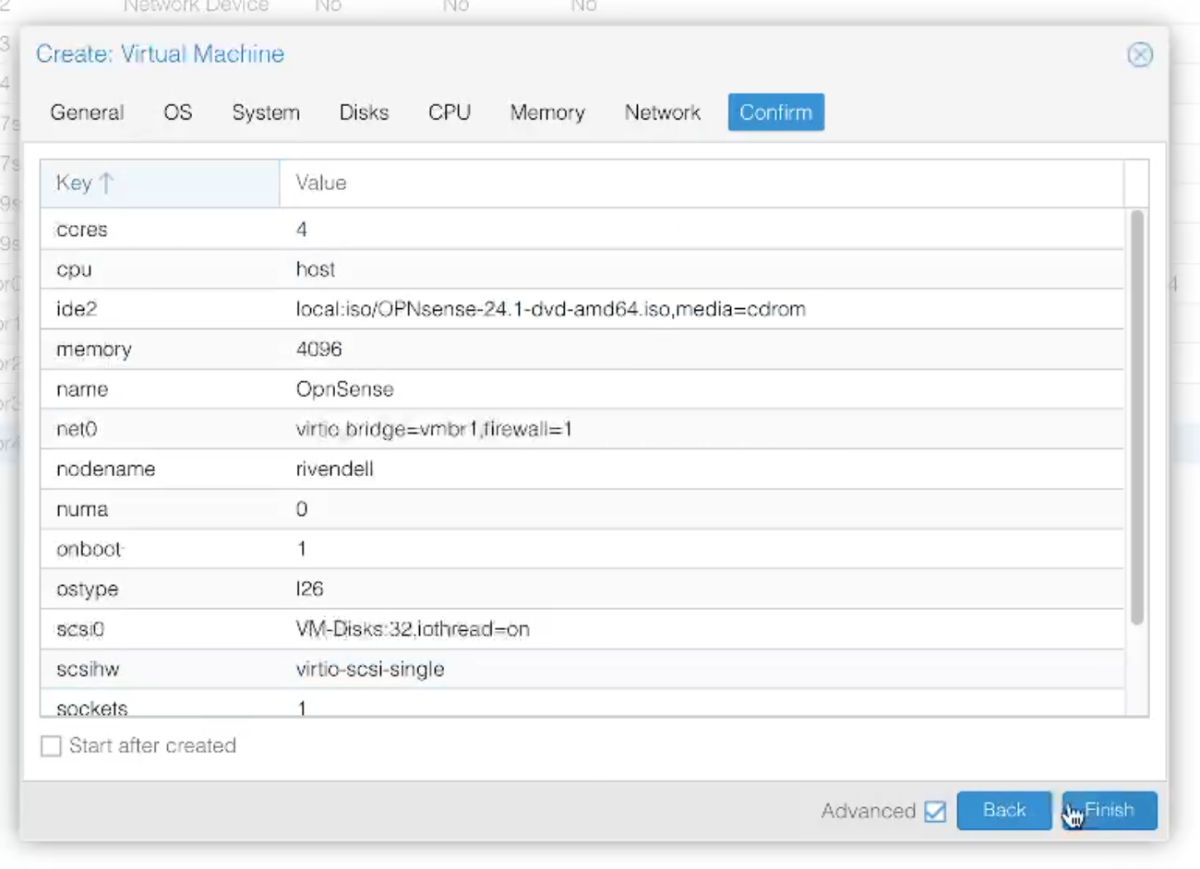 Network Device No No No
Create: Virtual Machine
General OS System Disks CPU Memory Network Confirm
Key ↑ Value
cores 4
cpu host
ide2 local:iso/OPNsense-24.1-dvd-amd64.iso,media=cdrom
memory 4096
name OpnSense
net0 virtio,bridge=vmbr1,firewall=1
nodename rivendell
numa 0
onboot 1
ostype l26
scsi0 VM-Disks:32,iothread=on
scsihw virtio-scsi-single
sockets 1
Start after created
Advanced Back Finish